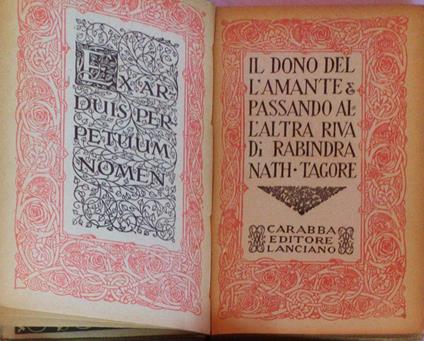 EX AR-
DUIS PER-
PETUUM
NOMEN
IL DONO DEL
L'AMANTE &
PASSANDO AL-
L'ALTRA RIVA
Di RABINDRA
NATH·TAGORE
CARABBA
EDITORE
LANCIANO